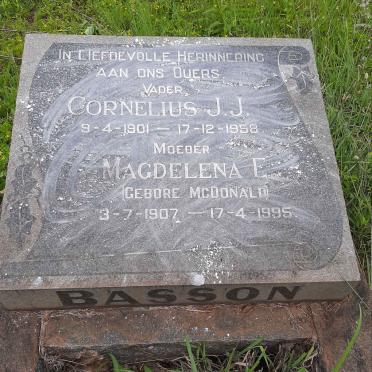 IN LIEFDEVOLLE HERINNERING
AAN ONS OUERS
VADER
CORNELIUS J.J.
9-4-1901 — 17-12-1958
MOEDER
MAGDELENA E.
(GEBORE MCDONALD)
3-7-1907 — 17-4-1995
BASSON